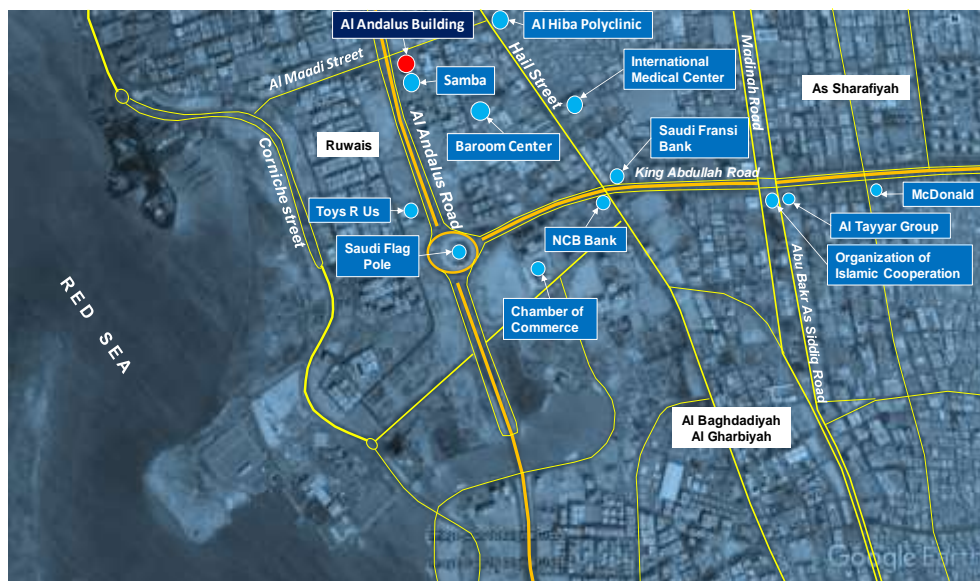 Al Andalus Building
Al Hiba Polyclinic
Al Maadi Street
Hail Street
Madinah Road
International
Medical Center
As Sharafiyah
Samba
Al Andalus Road
Baroom Center
Ruwais
Saudi Fransi
Bank
King Abdullah Road
Corniche street
Toys R Us
McDonald
Al Tayyar Group
NCB Bank
Saudi Flag
Pole
Organization of
Islamic Cooperation
Abu Bakr As Siddiq Road
RED SEA
Chamber of
Commerce
Al Baghdadiyah
Al Gharbiyah
Google Earth